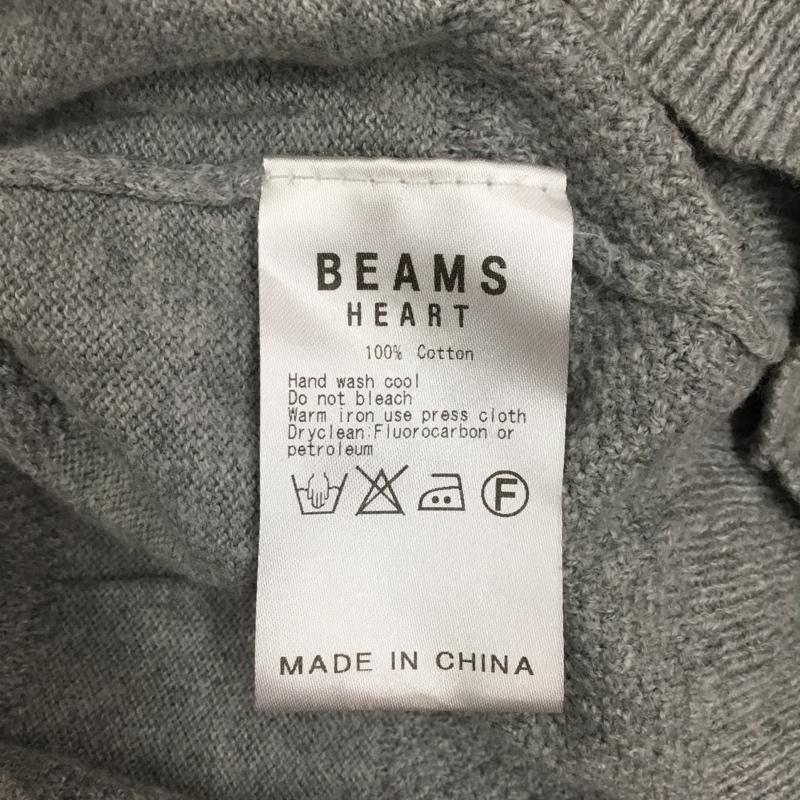 BEAMS
HEART
100% Cotton
Hand wash cool
Do not bleach
Warm iron use press cloth
Dryclean:Fluorocarbon or
petroleum
F
MADE IN CHINA